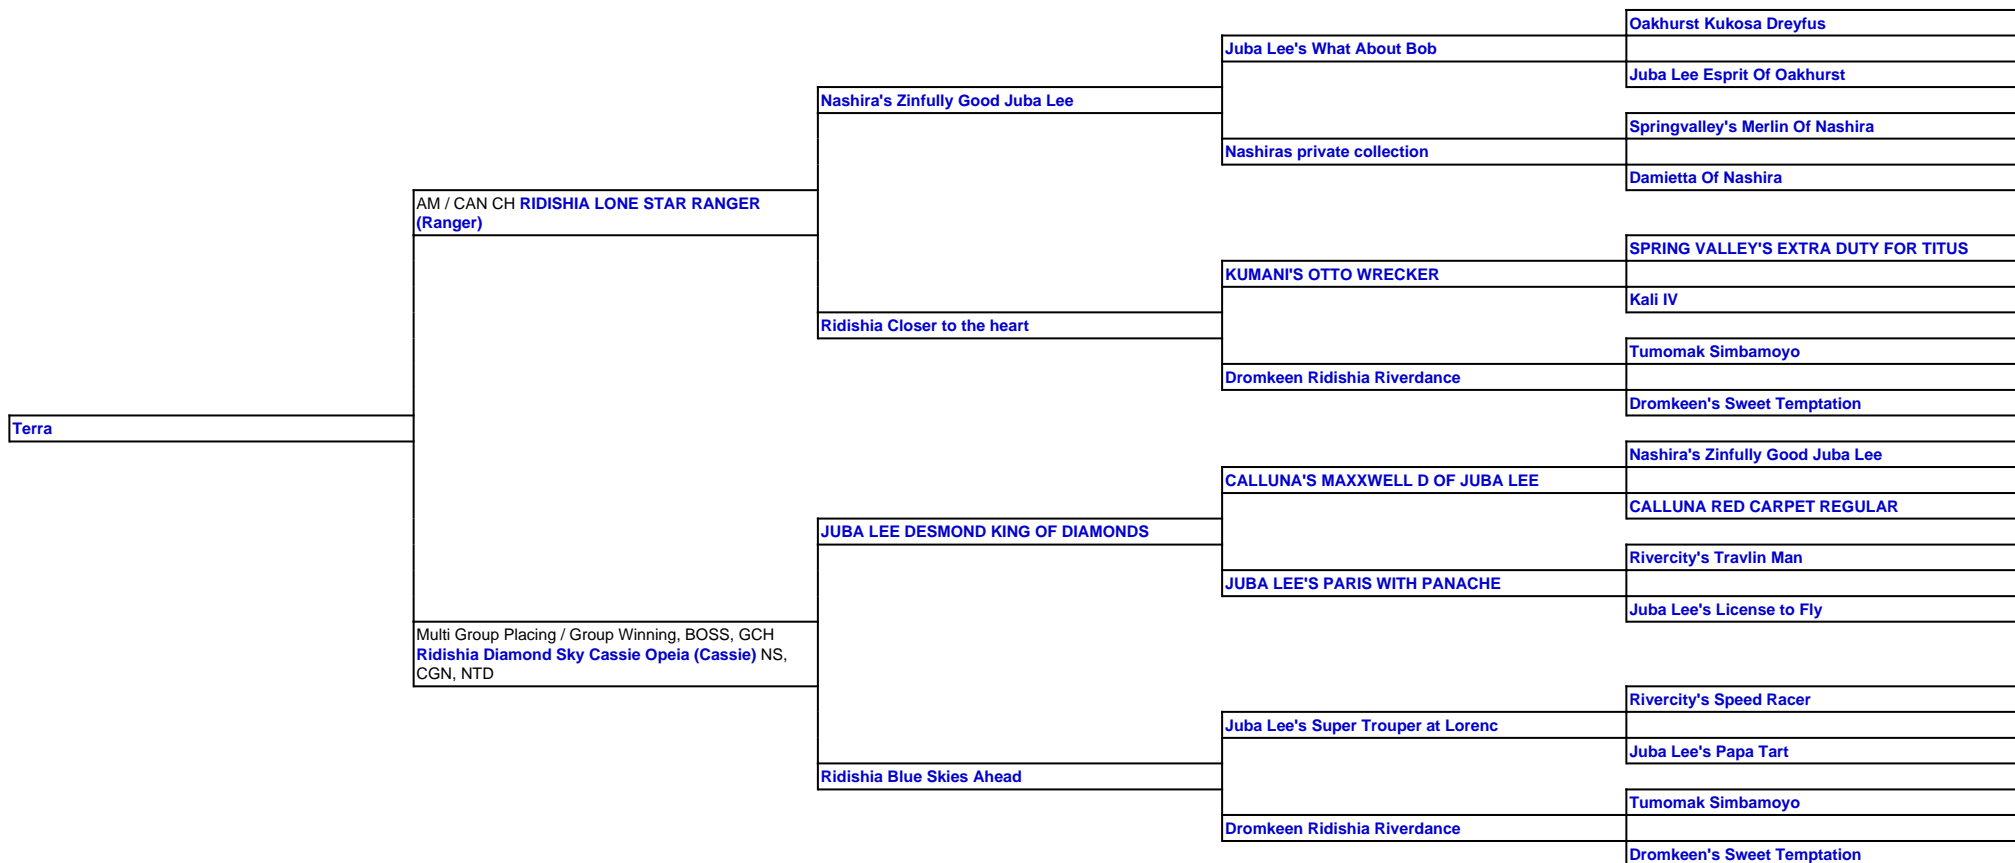 Oakhurst Kukosa Dreyfus
Juba Lee's What About Bob
Juba Lee Esprit Of Oakhurst
Nashira's Zinfully Good Juba Lee
Springvalley's Merlin Of Nashira
Nashiras private collection
Damietta Of Nashira
AM / CAN CH RIDISHIA LONE STAR RANGER
(Ranger)
SPRING VALLEY'S EXTRA DUTY FOR TITUS
KUMANI'S OTTO WRECKER
Kali IV
Ridishia Closer to the heart
Tumomak Simbamoyo
Dromkeen Ridishia Riverdance
Dromkeen's Sweet Temptation
Terra
Nashira's Zinfully Good Juba Lee
CALLUNA'S MAXXWELL D OF JUBA LEE
CALLUNA RED CARPET REGULAR
JUBA LEE DESMOND KING OF DIAMONDS
Rivercity's Travlin Man
JUBA LEE'S PARIS WITH PANACHE
Juba Lee's License to Fly
Multi Group Placing / Group Winning, BOSS, GCH
Ridishia Diamond Sky Cassie Opeia (Cassie) NS,
CGN, NTD
Rivercity's Speed Racer
Juba Lee's Super Trouper at Lorenc
Juba Lee's Papa Tart
Ridishia Blue Skies Ahead
Tumomak Simbamoyo
Dromkeen Ridishia Riverdance
Dromkeen's Sweet Temptation